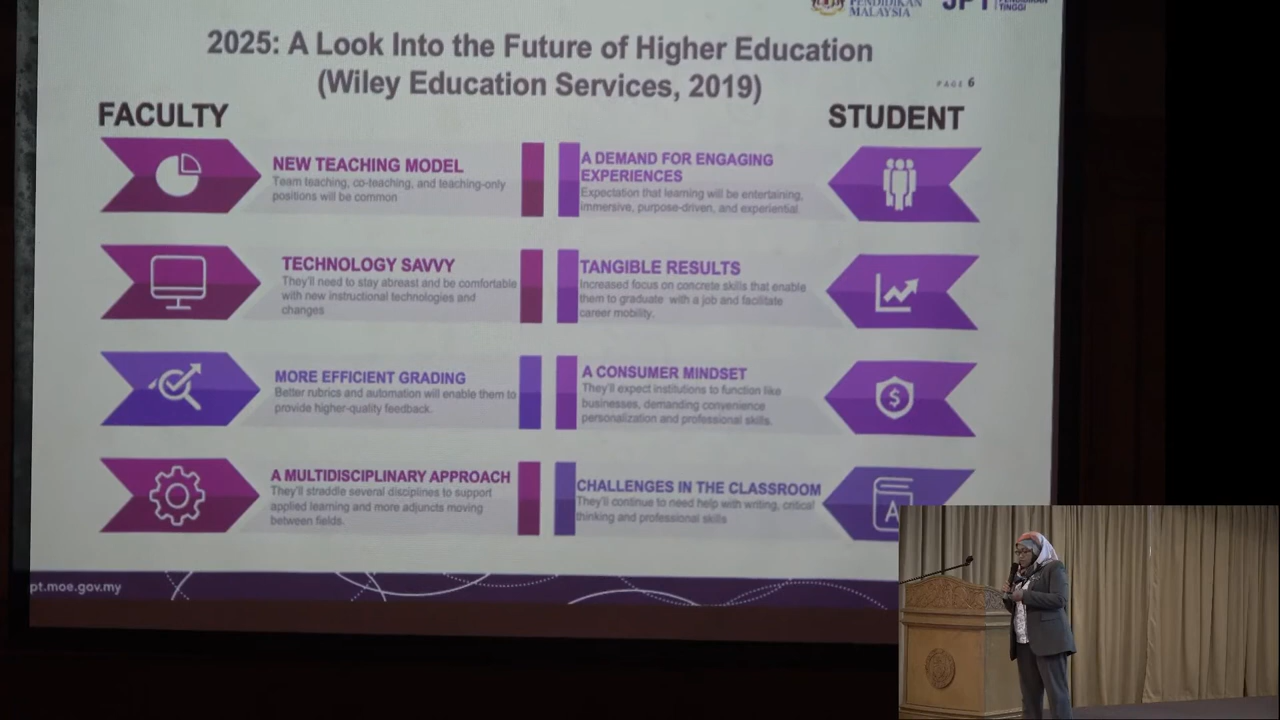 PENDIDIKAN
MALAYSIA
JPT
TINGGI
2025: A Look Into the Future of Higher Education
(Wiley Education Services, 2019)
PAGE 6
FACULTY
STUDENT
NEW TEACHING MODEL
Team teaching, co-teaching, and teaching-only
positions will be common
TECHNOLOGY SAVVY
They'll need to stay abreast and be comfortable
with new instructional technologies and
changes
MORE EFFICIENT GRADING
Better rubrics and automation will enable them to
provide higher-quality feedback.
A MULTIDISCIPLINARY APPROACH
They'll straddle several disciplines to support
applied learning and more adjuncts moving
between fields.
A DEMAND FOR ENGAGING
EXPERIENCES
Expectation that learning will be entertaining,
immersive, purpose-driven, and experiential
TANGIBLE RESULTS
Increased focus on concrete skills that enable
them to graduate with a job and facilitate
career mobility.
A CONSUMER MINDSET
They'll expect institutions to function like
businesses, demanding convenience
personalization and professional skills.
$
CHALLENGES IN THE CLASSROOM
They'll continue to need help with writing, critical
thinking and professional skills
A
pt.moe.gov.my